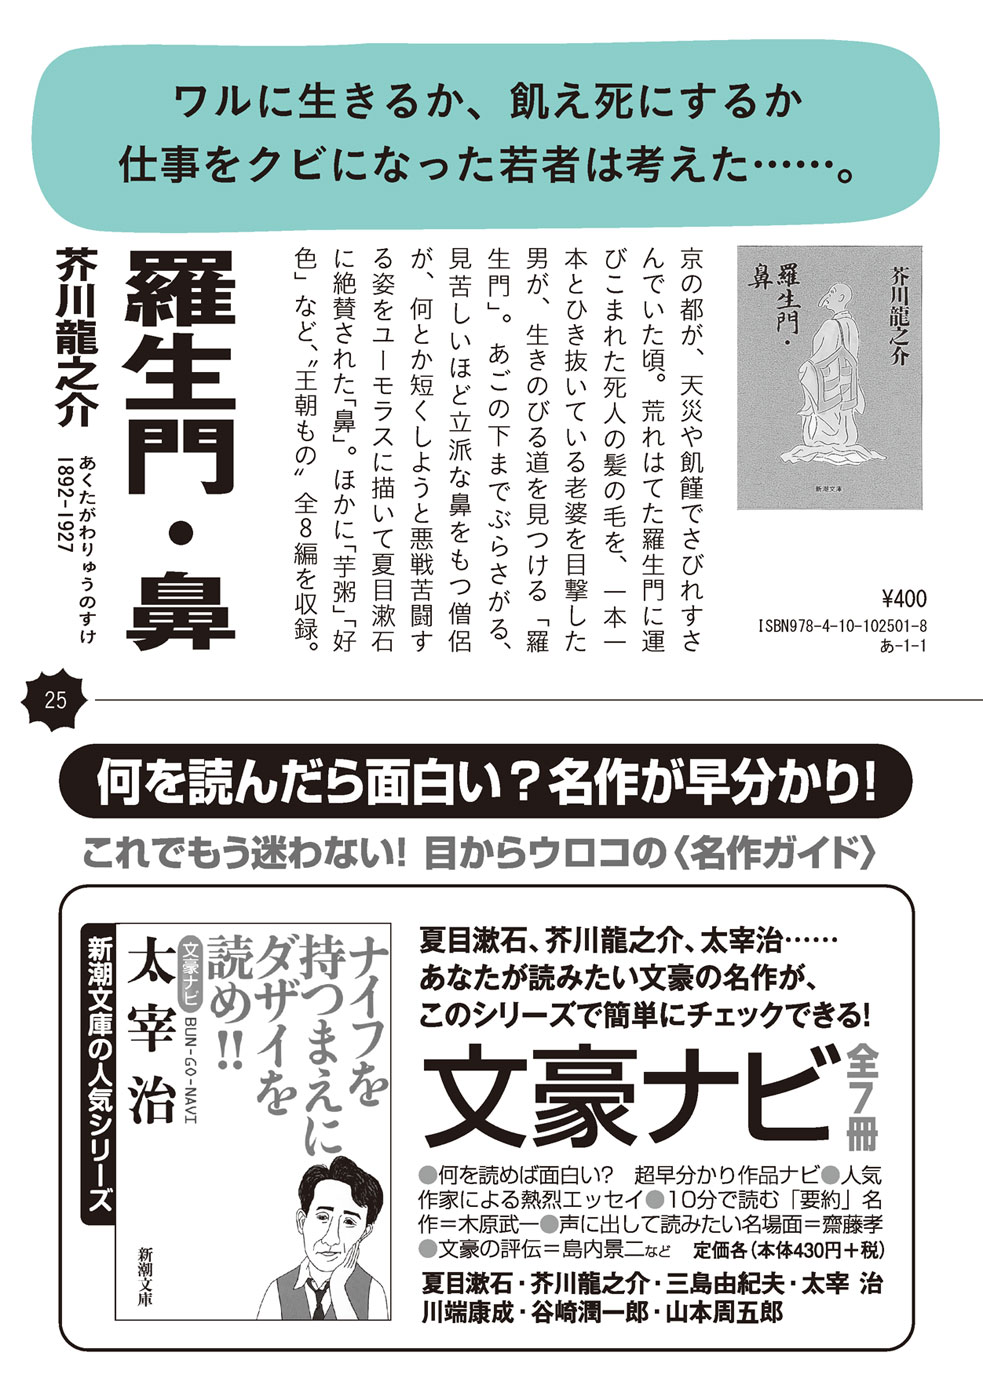 ワルに生きるか、飢え死にするか
仕事をクビになった若者は考えた……。
芥川龍之介
羅生門・
鼻
新潮文庫
¥400
ISBN978-4-10-102501-8
あ-1-1
京の都が、天災や飢饉でさびれすさ
んでいた頃。荒れはてた羅生門に運
びこまれた死人の髪の毛を、一本一
本とひき抜いている老婆を目撃した
男が、生きのびる道を見つける「羅
生門」。あごの下までぶらさがる、
見苦しいほど立派な鼻をもつ僧侶
が、何とか短くしようと悪戦苦闘す
る姿をユーモラスに描いて夏目漱石
に絶賛された「鼻」。ほかに「芋粥」「好
色」など、〝王朝もの〟全8編を収録。
羅生門・鼻
芥川龍之介
あくたがわりゅうのすけ
1892-1927
25
何を読んだら面白い？名作が早分かり!
これでもう迷わない! 目からウロコの〈名作ガイド〉
新潮文庫の人気シリーズ
ナイフを
持つまえに
ダザイを
読め!!
文豪ナビ
BUN-GO-NAVI
太宰治
新潮文庫
夏目漱石、芥川龍之介、太宰治……
あなたが読みたい文豪の名作が、
このシリーズで簡単にチェックできる!
文豪ナビ
全7冊
●何を読めば面白い?　超早分かり作品ナビ●人気
作家による熱烈エッセイ●10分で読む「要約」名
作=木原武一●声に出して読みたい名場面=齋藤孝
●文豪の評伝=島内景二など　定価各(本体430円+税)
夏目漱石・芥川龍之介・三島由紀夫・太宰 治
川端康成・谷崎潤一郎・山本周五郎